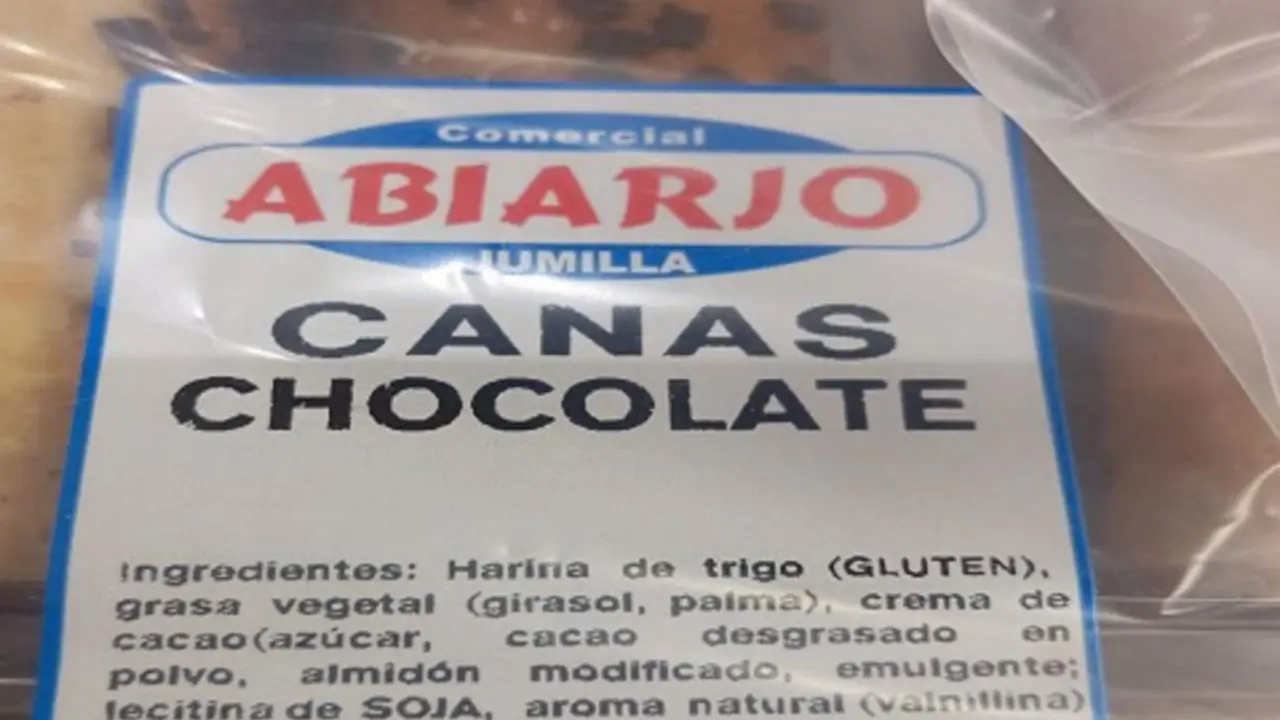 Comercial
ABIARJO
JUMILLA
CANAS
CHOCOLATE
Ingredientes: Harina de trigo (GLUTEN),
grasa vegetal (girasol, palma), crema de
cacao(azúcar, cacao desgrasado en
polvo, almidón modificado, emulgente;
lecitina de SOJA, aroma natural (vainillina)